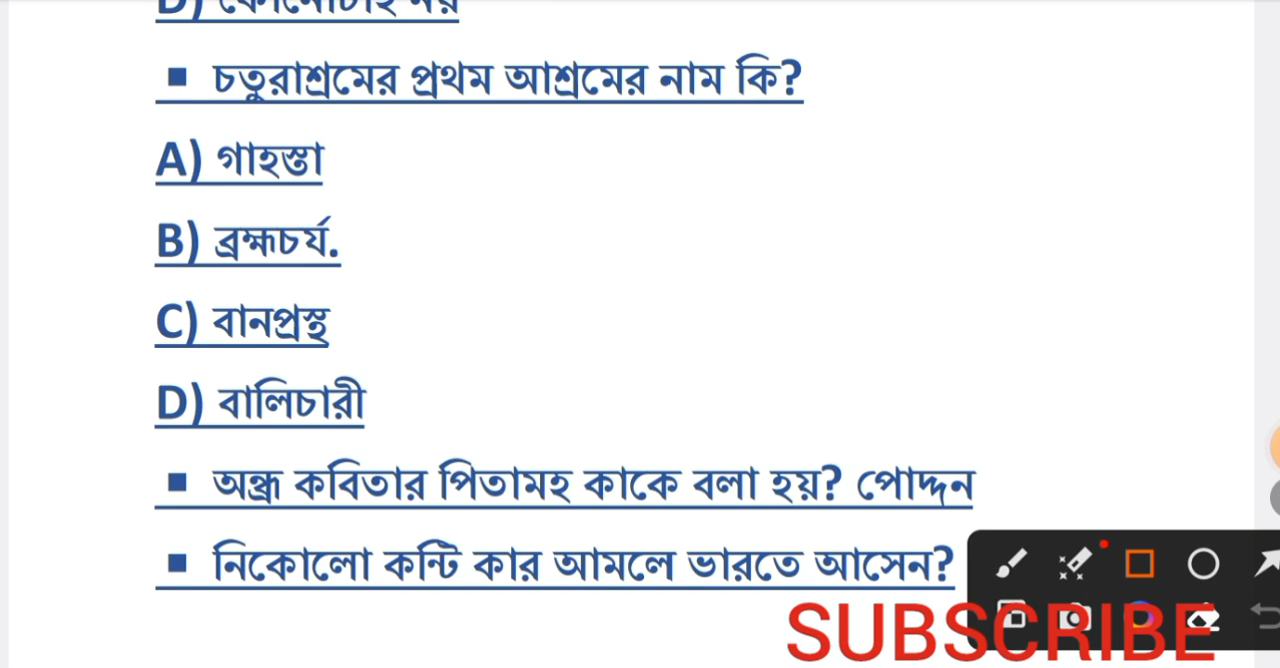 D) কোনোটাই নয়
▪ চতুরাশ্রমের প্রথম আশ্রমের নাম কি?
A) গাহস্তা
B) ব্রহ্মচর্য.
C) বানপ্রস্থ
D) বালিচারী
▪ অন্ধ্র কবিতার পিতামহ কাকে বলা হয়? পোদ্দন
▪ নিকোলো কন্টি কার আমলে ভারতে আসেন?
SUBSCRIBE